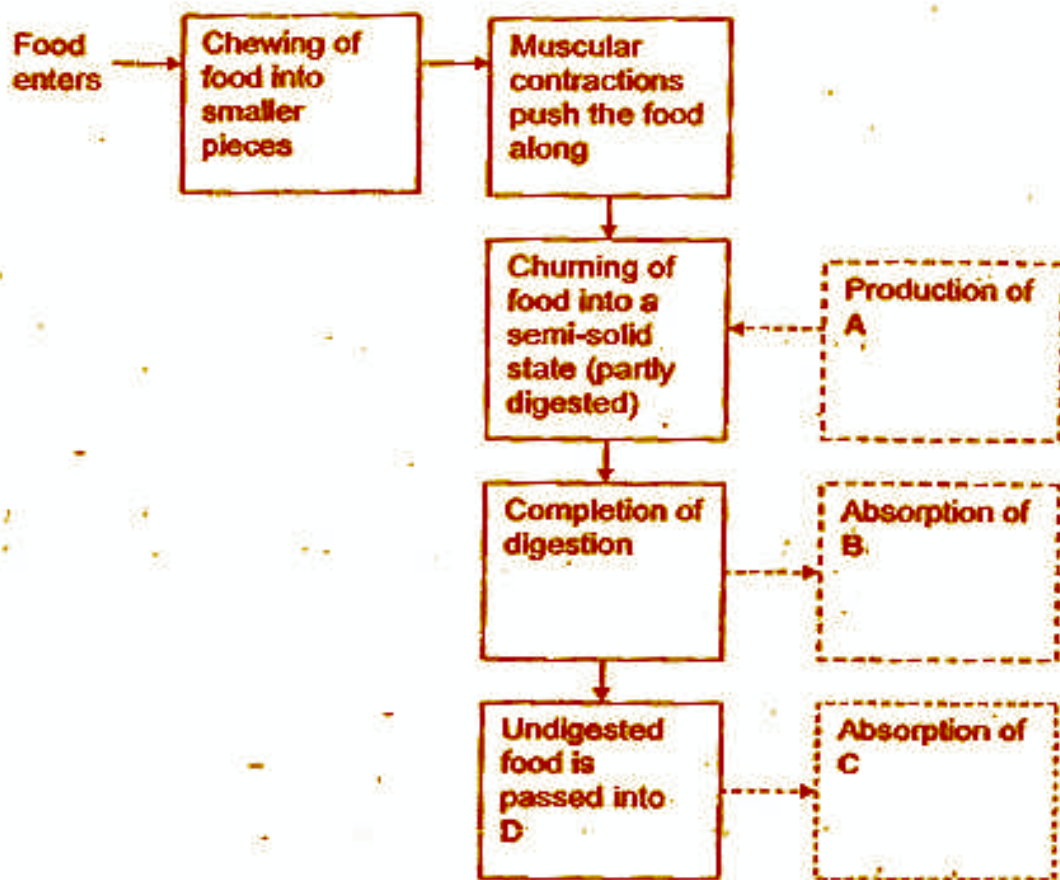 Food
enters
Chewing of
food into
smaller
pieces
Muscular
contractions
push the food
along
Churning of
food into a
semi-solid
state (partly
digested)
Production of
A
Completion of
digestion
Absorption of
B
Undigested
food is
passed into
D
Absorption of
C